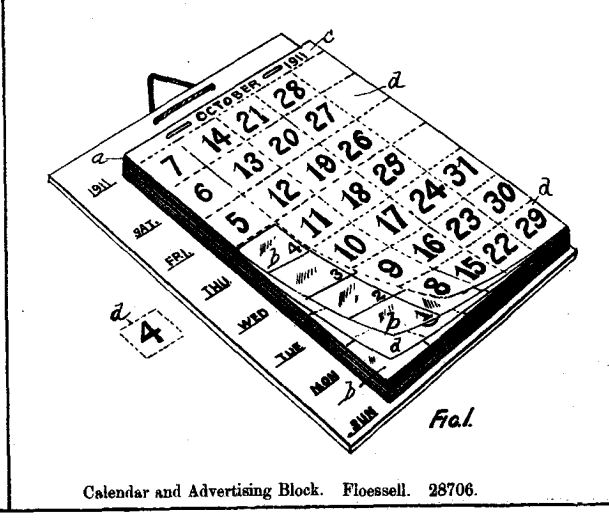 c
OCTOBER 1911
d
a
7 14 21 28
6 13 20 27
5 12 19 26
4 11 18 25
3 10 17 24 31
2 9 16 23 30
1 8 15 22 29
d
b
b
d
b
1911
SAT.
FRI.
THU
WED
TUE
MON
SUN
d
4
FIG.1.
Calendar and Advertising Block. Floessell. 28706.